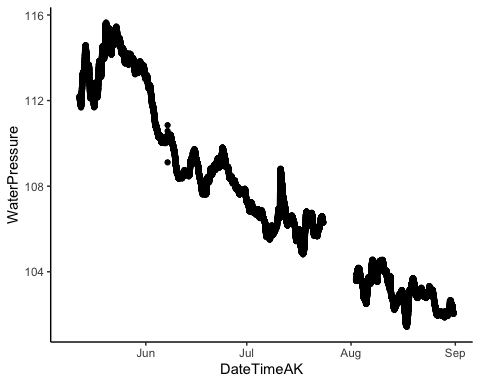 116
112
108
104
WaterPressure
Jun Jul Aug Sep
DateTimeAK